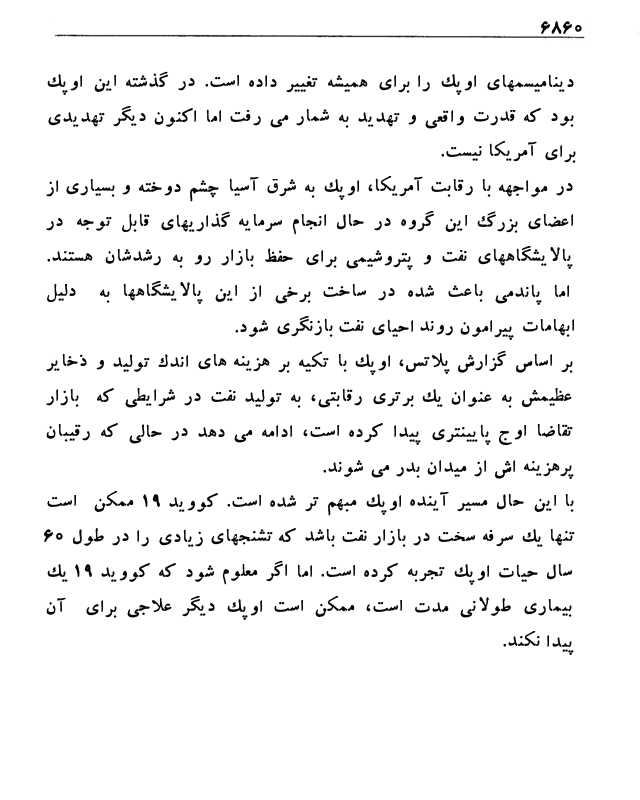 ۶۸۶۰
دینامیسمهای اوپك را برای همیشه تغییر داده است. در گذشته این اوپك
بود که قدرت واقعی و تهدید به شمار می رفت اما اکنون دیگر تهدیدی
برای آمریکا نیست.
در مواجهه با رقابت آمریکا، اوپك به شرق آسیا چشم دوخته و بسیاری از
اعضای بزرگ این گروه در حال انجام سرمایه گذاریهای قابل توجه در
پالایشگاههای نفت و پتروشیمی برای حفظ بازار رو به رشدشان هستند.
اما پاندمی باعث شده در ساخت برخی از این پالایشگاهها به دلیل
ابهامات پیرامون روند احیای نفت بازنگری شود.
بر اساس گزارش پلاتس، اوپك با تکیه بر هزینه های اندك تولید و ذخایر
عظیمش به عنوان یك برتری رقابتی، به تولید نفت در شرایطی که بازار
تقاضا اوج پایینتری پیدا کرده است، ادامه می دهد در حالی که رقیبان
پرهزینه اش از میدان بدر می شوند.
با این حال مسیر آینده اوپك مبهم تر شده است. کووید ۱۹ ممکن است
تنها یك سرفه سخت در بازار نفت باشد که تشنجهای زیادی را در طول ۶۰
سال حیات اوپك تجربه کرده است. اما اگر معلوم شود که کووید ۱۹ یك
بیماری طولانی مدت است، ممکن است اوپك دیگر علاجی برای آن
پیدا نکند.